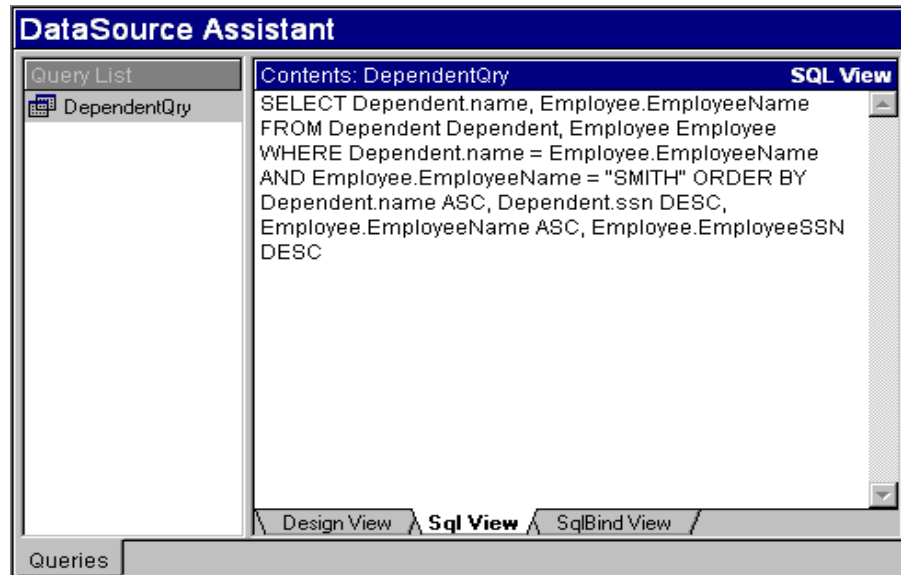 DataSource Assistant
Query List
DependentQry
Contents: DependentQry SQL View
SELECT Dependent.name, Employee.EmployeeName
FROM Dependent Dependent, Employee Employee
WHERE Dependent.name = Employee.EmployeeName
AND Employee.EmployeeName = "SMITH" ORDER BY
Dependent.name ASC, Dependent.ssn DESC,
Employee.EmployeeName ASC, Employee.EmployeeSSN
DESC
Design View Sql View SqlBind View
Queries